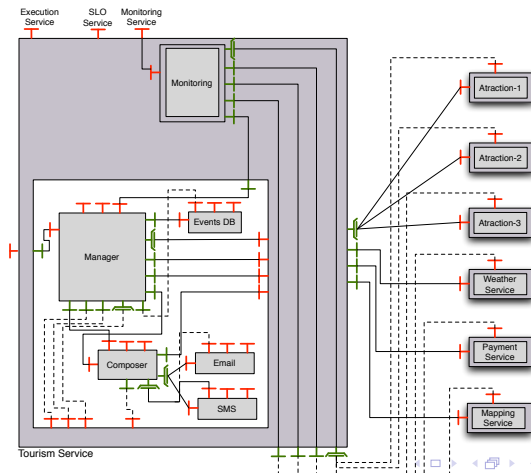 Execution
Service
SLO
Service
Monitoring
Service
Monitoring
Atraction-1
Atraction-2
Atraction-3
Events DB
Manager
Weather
Service
Composer
Email
Payment
Service
SMS
Mapping
Service
Tourism Service